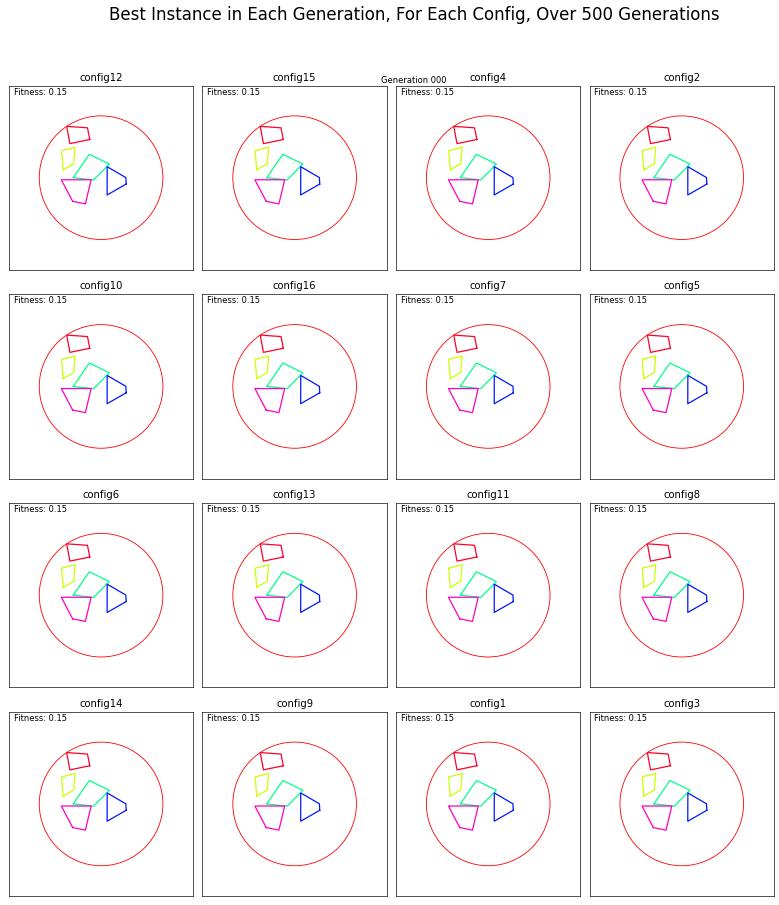 Best Instance in Each Generation, For Each Config, Over 500 Generations
Generation 000
config12
config15
config4
config2
Fitness: 0.15
Fitness: 0.15
Fitness: 0.15
Fitness: 0.15
config10
config16
config7
config5
Fitness: 0.15
Fitness: 0.15
Fitness: 0.15
Fitness: 0.15
config6
config13
config11
config8
Fitness: 0.15
Fitness: 0.15
Fitness: 0.15
Fitness: 0.15
config14
config9
config1
config3
Fitness: 0.15
Fitness: 0.15
Fitness: 0.15
Fitness: 0.15